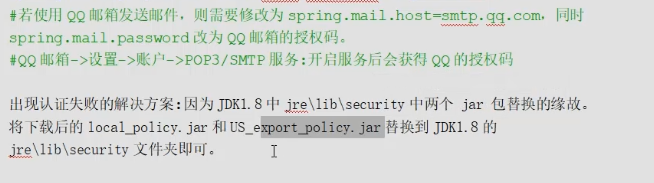 #若使用QQ邮箱发送邮件，则需要修改为spring.mail.host=smtp.qq.com，同时
spring.mail.password改为QQ邮箱的授权码。
#QQ邮箱->设置->账户->POP3/SMTP服务:开启服务后会获得QQ的授权码
出现认证失败的解决方案:因为JDK1.8中jre\lib\security中两个 jar 包替换的缘故。
将下载后的local_policy.jar和US_export_policy.jar替换到JDK1.8的
jre\lib\security文件夹即可。